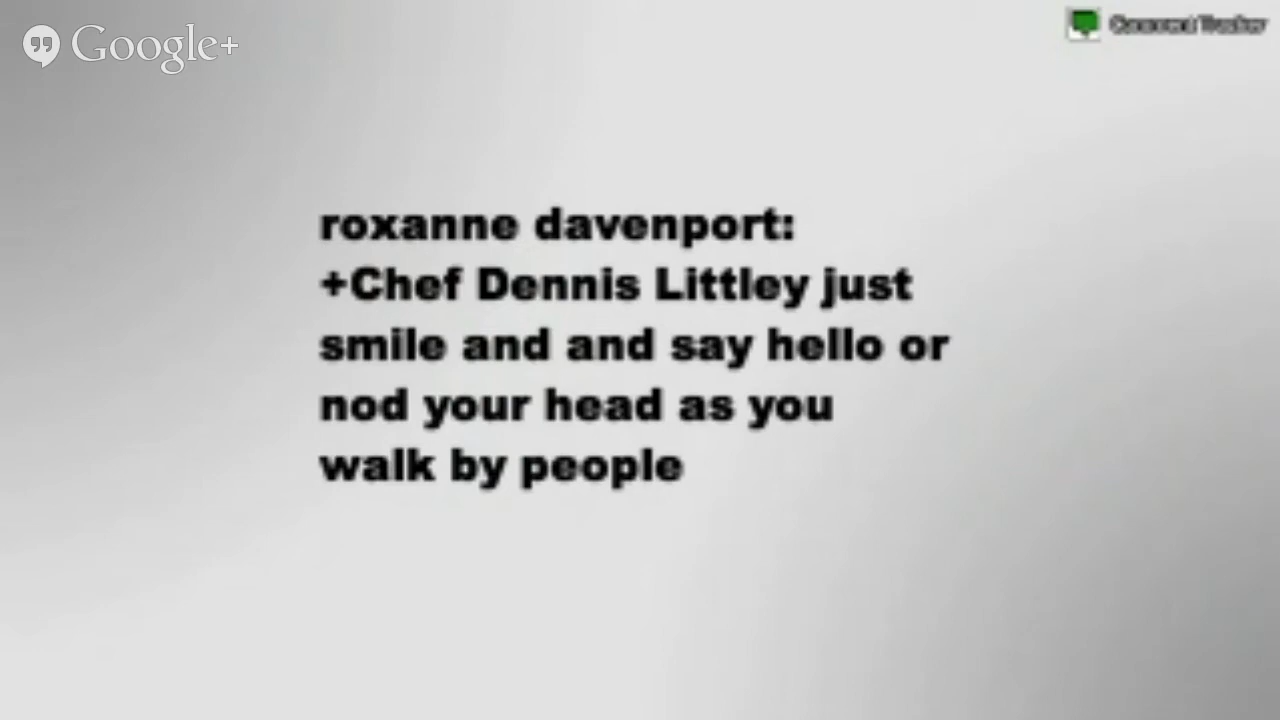 Google+
roxanne davenport:
+Chef Dennis Littley just
smile and and say hello or
nod your head as you
walk by people